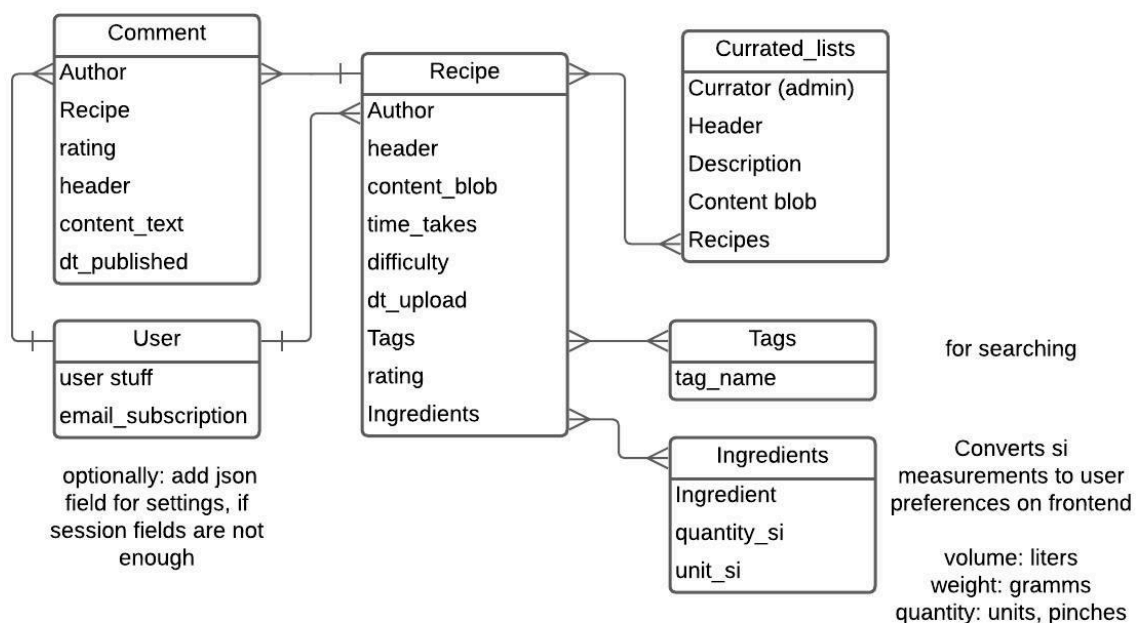 Comment
Author
Recipe
rating
header
content_text
dt_published
User
user stuff
email_subscription
optionally: add json
field for settings, if
session fields are not
enough
Recipe
Author
header
content_blob
time_takes
difficulty
dt_upload
Tags
rating
Ingredients
Currated_lists
Currator (admin)
Header
Description
Content blob
Recipes
Tags
tag_name
for searching
Ingredients
Ingredient
quantity_si
unit_si
Converts si
measurements to user
preferences on frontend
volume: liters
weight: gramms
quantity: units, pinches